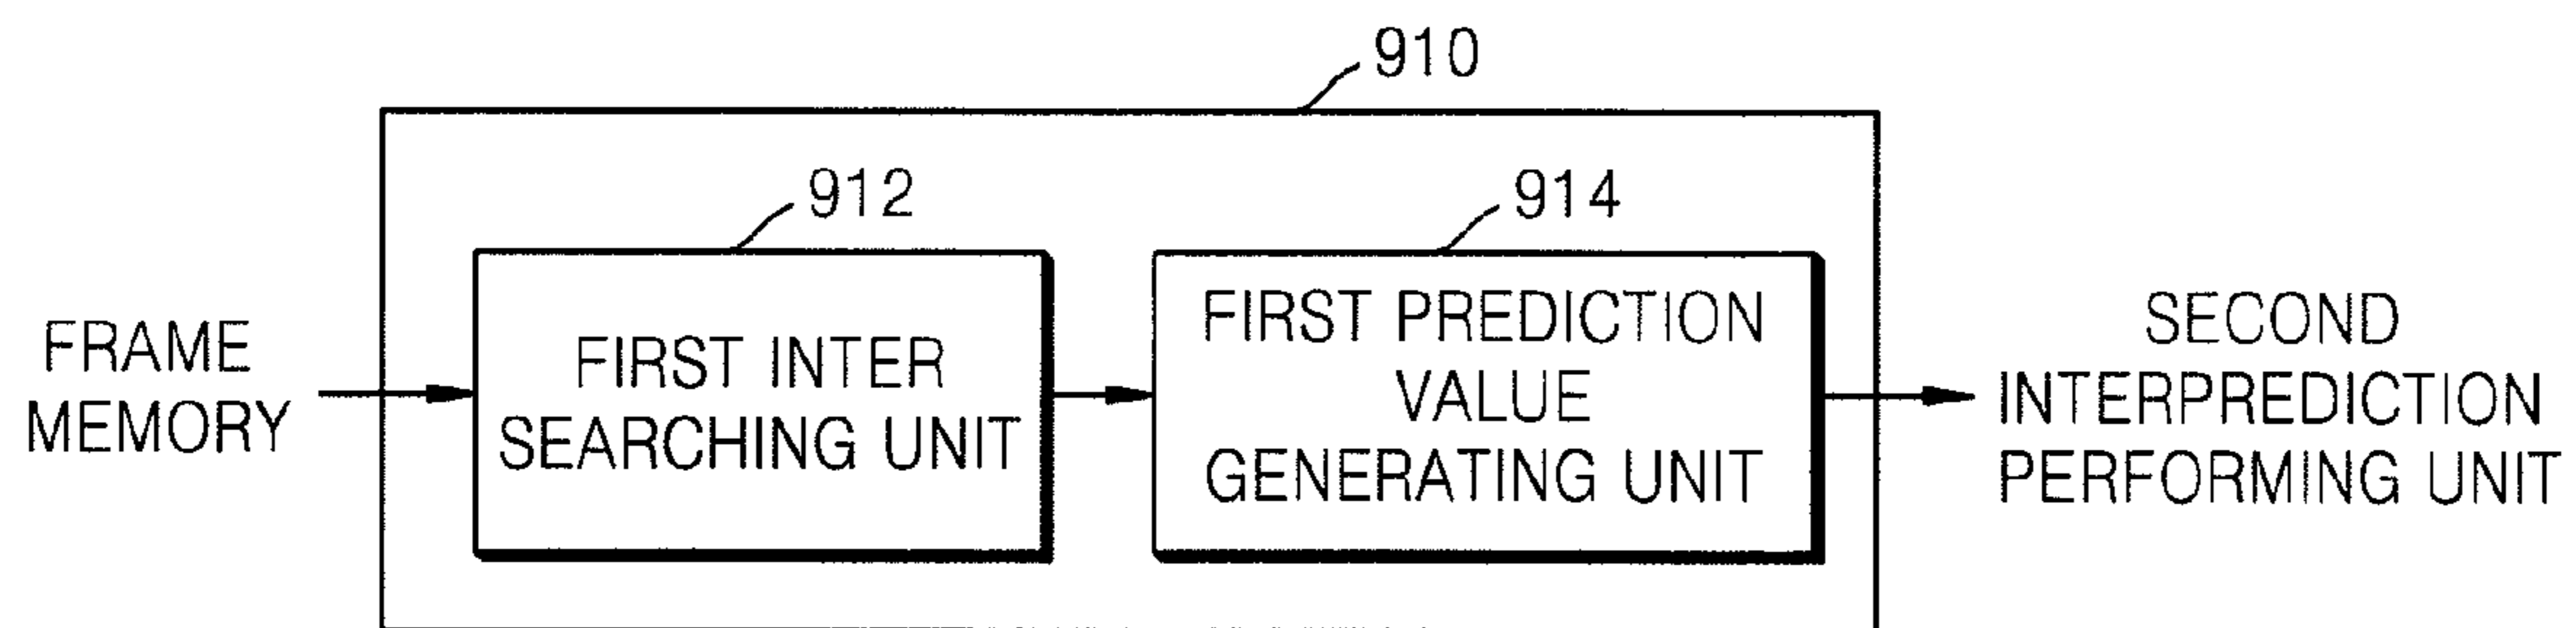 910
912
914
FRAME
MEMORY
FIRST INTER
SEARCHING UNIT
FIRST PREDICTION
VALUE
GENERATING UNIT
SECOND
INTERPREDICTION
PERFORMING UNIT